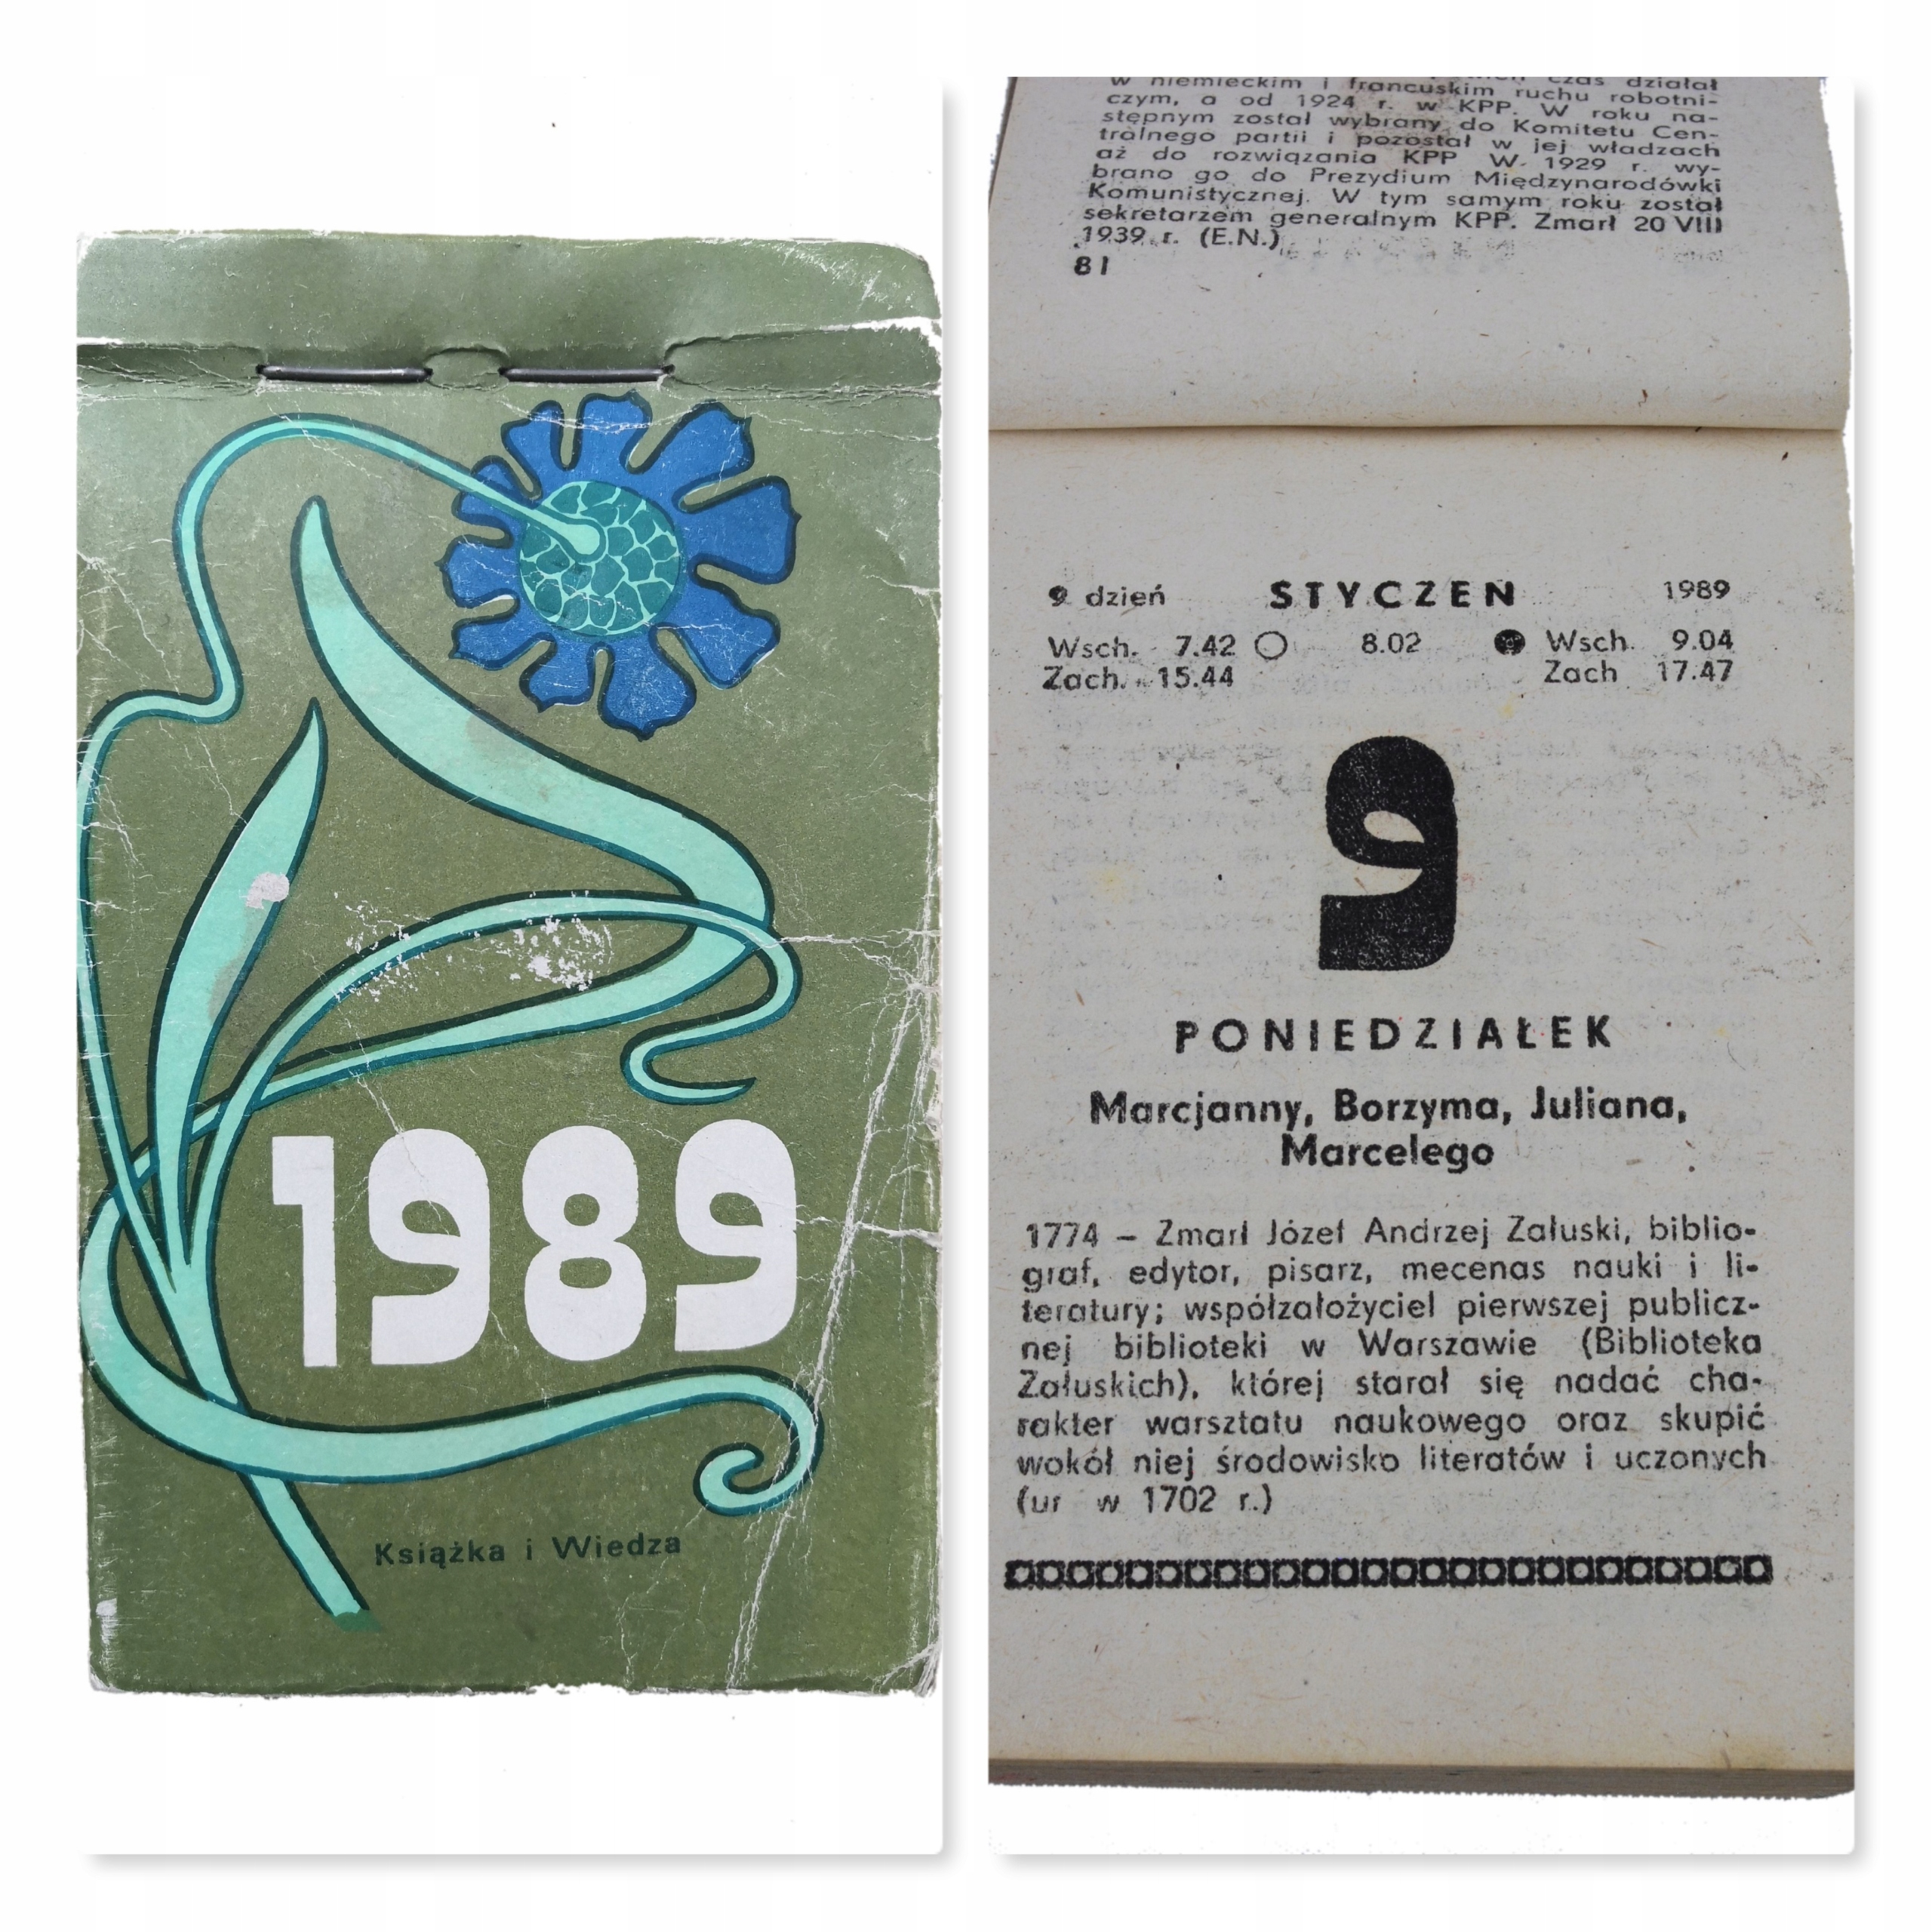 1989
Książka i Wiedza
czas działał
w niemieckim i francuskim ruchu robotni-
czym, a od 1924 r. w KPP. W roku na-
stępnym został wybrany do Komitetu Cen-
tralnego partii i pozostał w jej władzach
aż do rozwiązania KPP W 1929 r. wy-
brano go do Prezydium Międzynarodówki
Komunistycznej. W tym samym roku został
sekretarzem generalnym KPP. Zmarł 20 VIII
1939 r. (E.N.)
8 I
9 dzień STYCZEŃ 1989
Wsch. 7.42 8.02 Wsch. 9.04
Zach. 15.44 Zach 17.47
9
PONIEDZIAŁEK
Marcjanny, Borzyma, Juliana,
Marcelego
1774 – Zmarł Józef Andrzej Załuski, biblio-
graf, edytor, pisarz, mecenas nauki i li-
teratury; współzałożyciel pierwszej publicz-
nej biblioteki w Warszawie (Biblioteka
Załuskich), której starał się nadać cha-
rakter warsztatu naukowego oraz skupić
wokół niej środowisko literatów i uczonych
(ur w 1702 r.)